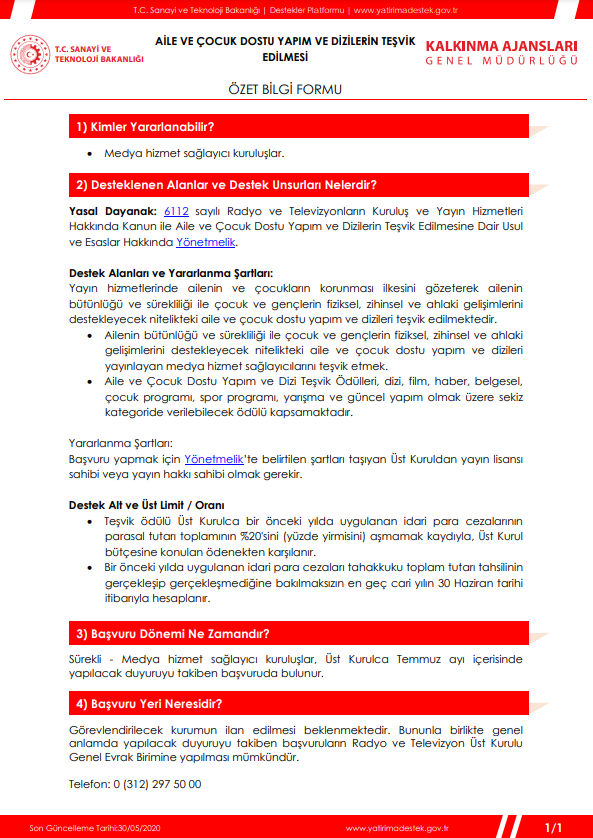 T.C. Sanayi ve Teknoloji Bakanlığı | Destekler Platformu | www.yatirimadestek.gov.tr
T.C. SANAYİ VE
TEKNOLOJİ BAKANLIĞI
AİLE VE ÇOCUK DOSTU YAPIM VE DİZİLERİN TEŞVİK
EDİLMESİ
KALKINMA AJANSLARI
GENEL MÜDÜRLÜĞÜ
ÖZET BİLGİ FORMU
1) Kimler Yararlanabilir?
• Medya hizmet sağlayıcı kuruluşlar.
2) Desteklenen Alanlar ve Destek Unsurları Nelerdir?
Yasal Dayanak: 6112 sayılı Radyo ve Televizyonların Kuruluş ve Yayın Hizmetleri
Hakkında Kanun ile Aile ve Çocuk Dostu Yapım ve Dizilerin Teşvik Edilmesine Dair Usul
ve Esaslar Hakkında Yönetmelik.
Destek Alanları ve Yararlanma Şartları:
Yayın hizmetlerinde ailenin ve çocukların korunması ilkesini gözeterek ailenin
bütünlüğü ve sürekliliği ile çocuk ve gençlerin fiziksel, zihinsel ve ahlaki gelişimlerini
destekleyecek nitelikteki aile ve çocuk dostu yapım ve dizileri teşvik edilmektedir.
• Ailenin bütünlüğü ve sürekliliği ile çocuk ve gençlerin fiziksel, zihinsel ve ahlaki
gelişimlerini destekleyecek nitelikteki aile ve çocuk dostu yapım ve dizileri
yayınlayan medya hizmet sağlayıcılarını teşvik etmek.
• Aile ve Çocuk Dostu Yapım ve Dizi Teşvik Ödülleri, dizi, film, haber, belgesel,
çocuk programı, spor programı, yarışma ve güncel yapım olmak üzere sekiz
kategoride verilebilecek ödülü kapsamaktadır.
Yararlanma Şartları:
Başvuru yapmak için Yönetmelik’te belirtilen şartları taşıyan Üst Kuruldan yayın lisansı
sahibi veya yayın hakkı sahibi olmak gerekir.
Destek Alt ve Üst Limit / Oranı
• Teşvik ödülü Üst Kurulca bir önceki yılda uygulanan idari para cezalarının
parasal tutarı toplamının %20'sini (yüzde yirmisini) aşmamak kaydıyla, Üst Kurul
bütçesine konulan ödenekten karşılanır.
• Bir önceki yılda uygulanan idari para cezaları tahakkuku toplam tutarı tahsilinin
gerçekleşip gerçekleşmediğine bakılmaksızın en geç cari yılın 30 Haziran tarihi
itibarıyla hesaplanır.
3) Başvuru Dönemi Ne Zamandır?
Sürekli - Medya hizmet sağlayıcı kuruluşlar, Üst Kurulca Temmuz ayı içerisinde
yapılacak duyuruyu takiben başvuruda bulunur.
4) Başvuru Yeri Neresidir?
Görevlendirilecek kurumun ilan edilmesi beklenmektedir. Bununla birlikte genel
anlamda yapılacak duyuruyu takiben başvuruların Radyo ve Televizyon Üst Kurulu
Genel Evrak Birimine yapılması mümkündür.
Telefon: 0 (312) 297 50 00
Son Güncelleme Tarihi:30/05/2020
www.yatirimadestek.gov.tr
1/1